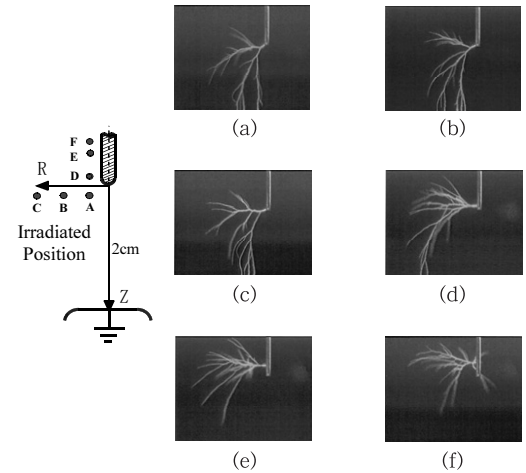 F
E
R
D
C
B
A
Irradiated
Position
2cm
Z
(a)
(b)
(c)
(d)
(e)
(f)